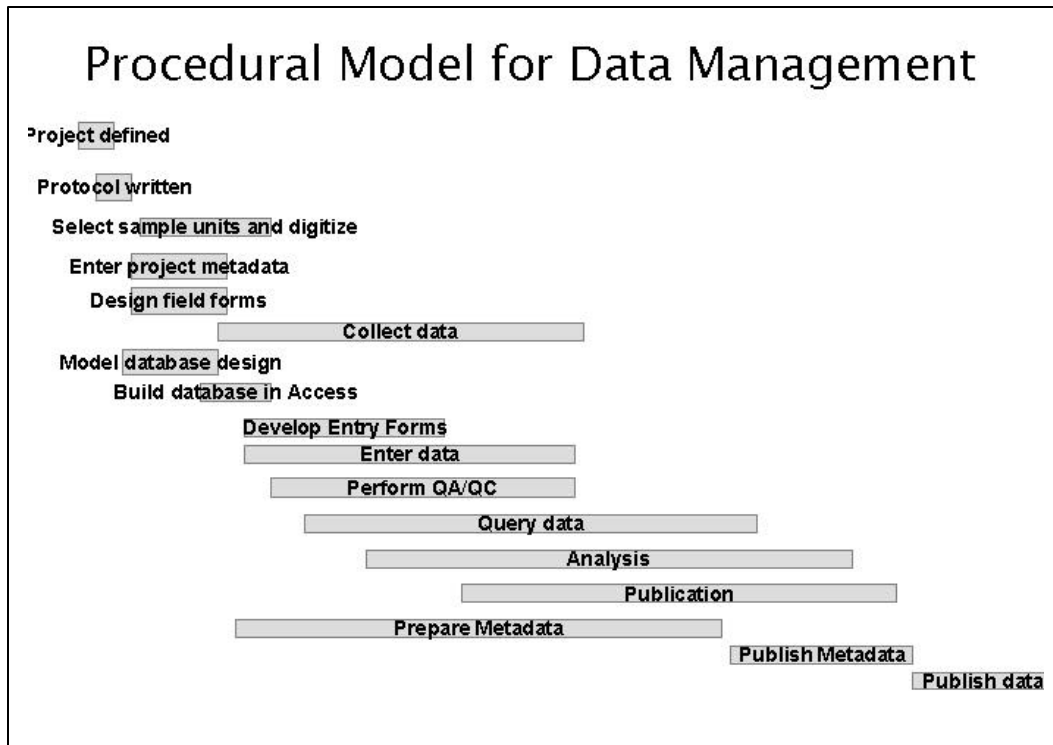 Procedural Model for Data Management
Project defined
Protocol written
Select sample units and digitize
Enter project metadata
Design field forms
Collect data
Model database design
Build database in Access
Develop Entry Forms
Enter data
Perform QA/QC
Query data
Analysis
Publication
Prepare Metadata
Publish Metadata
Publish data